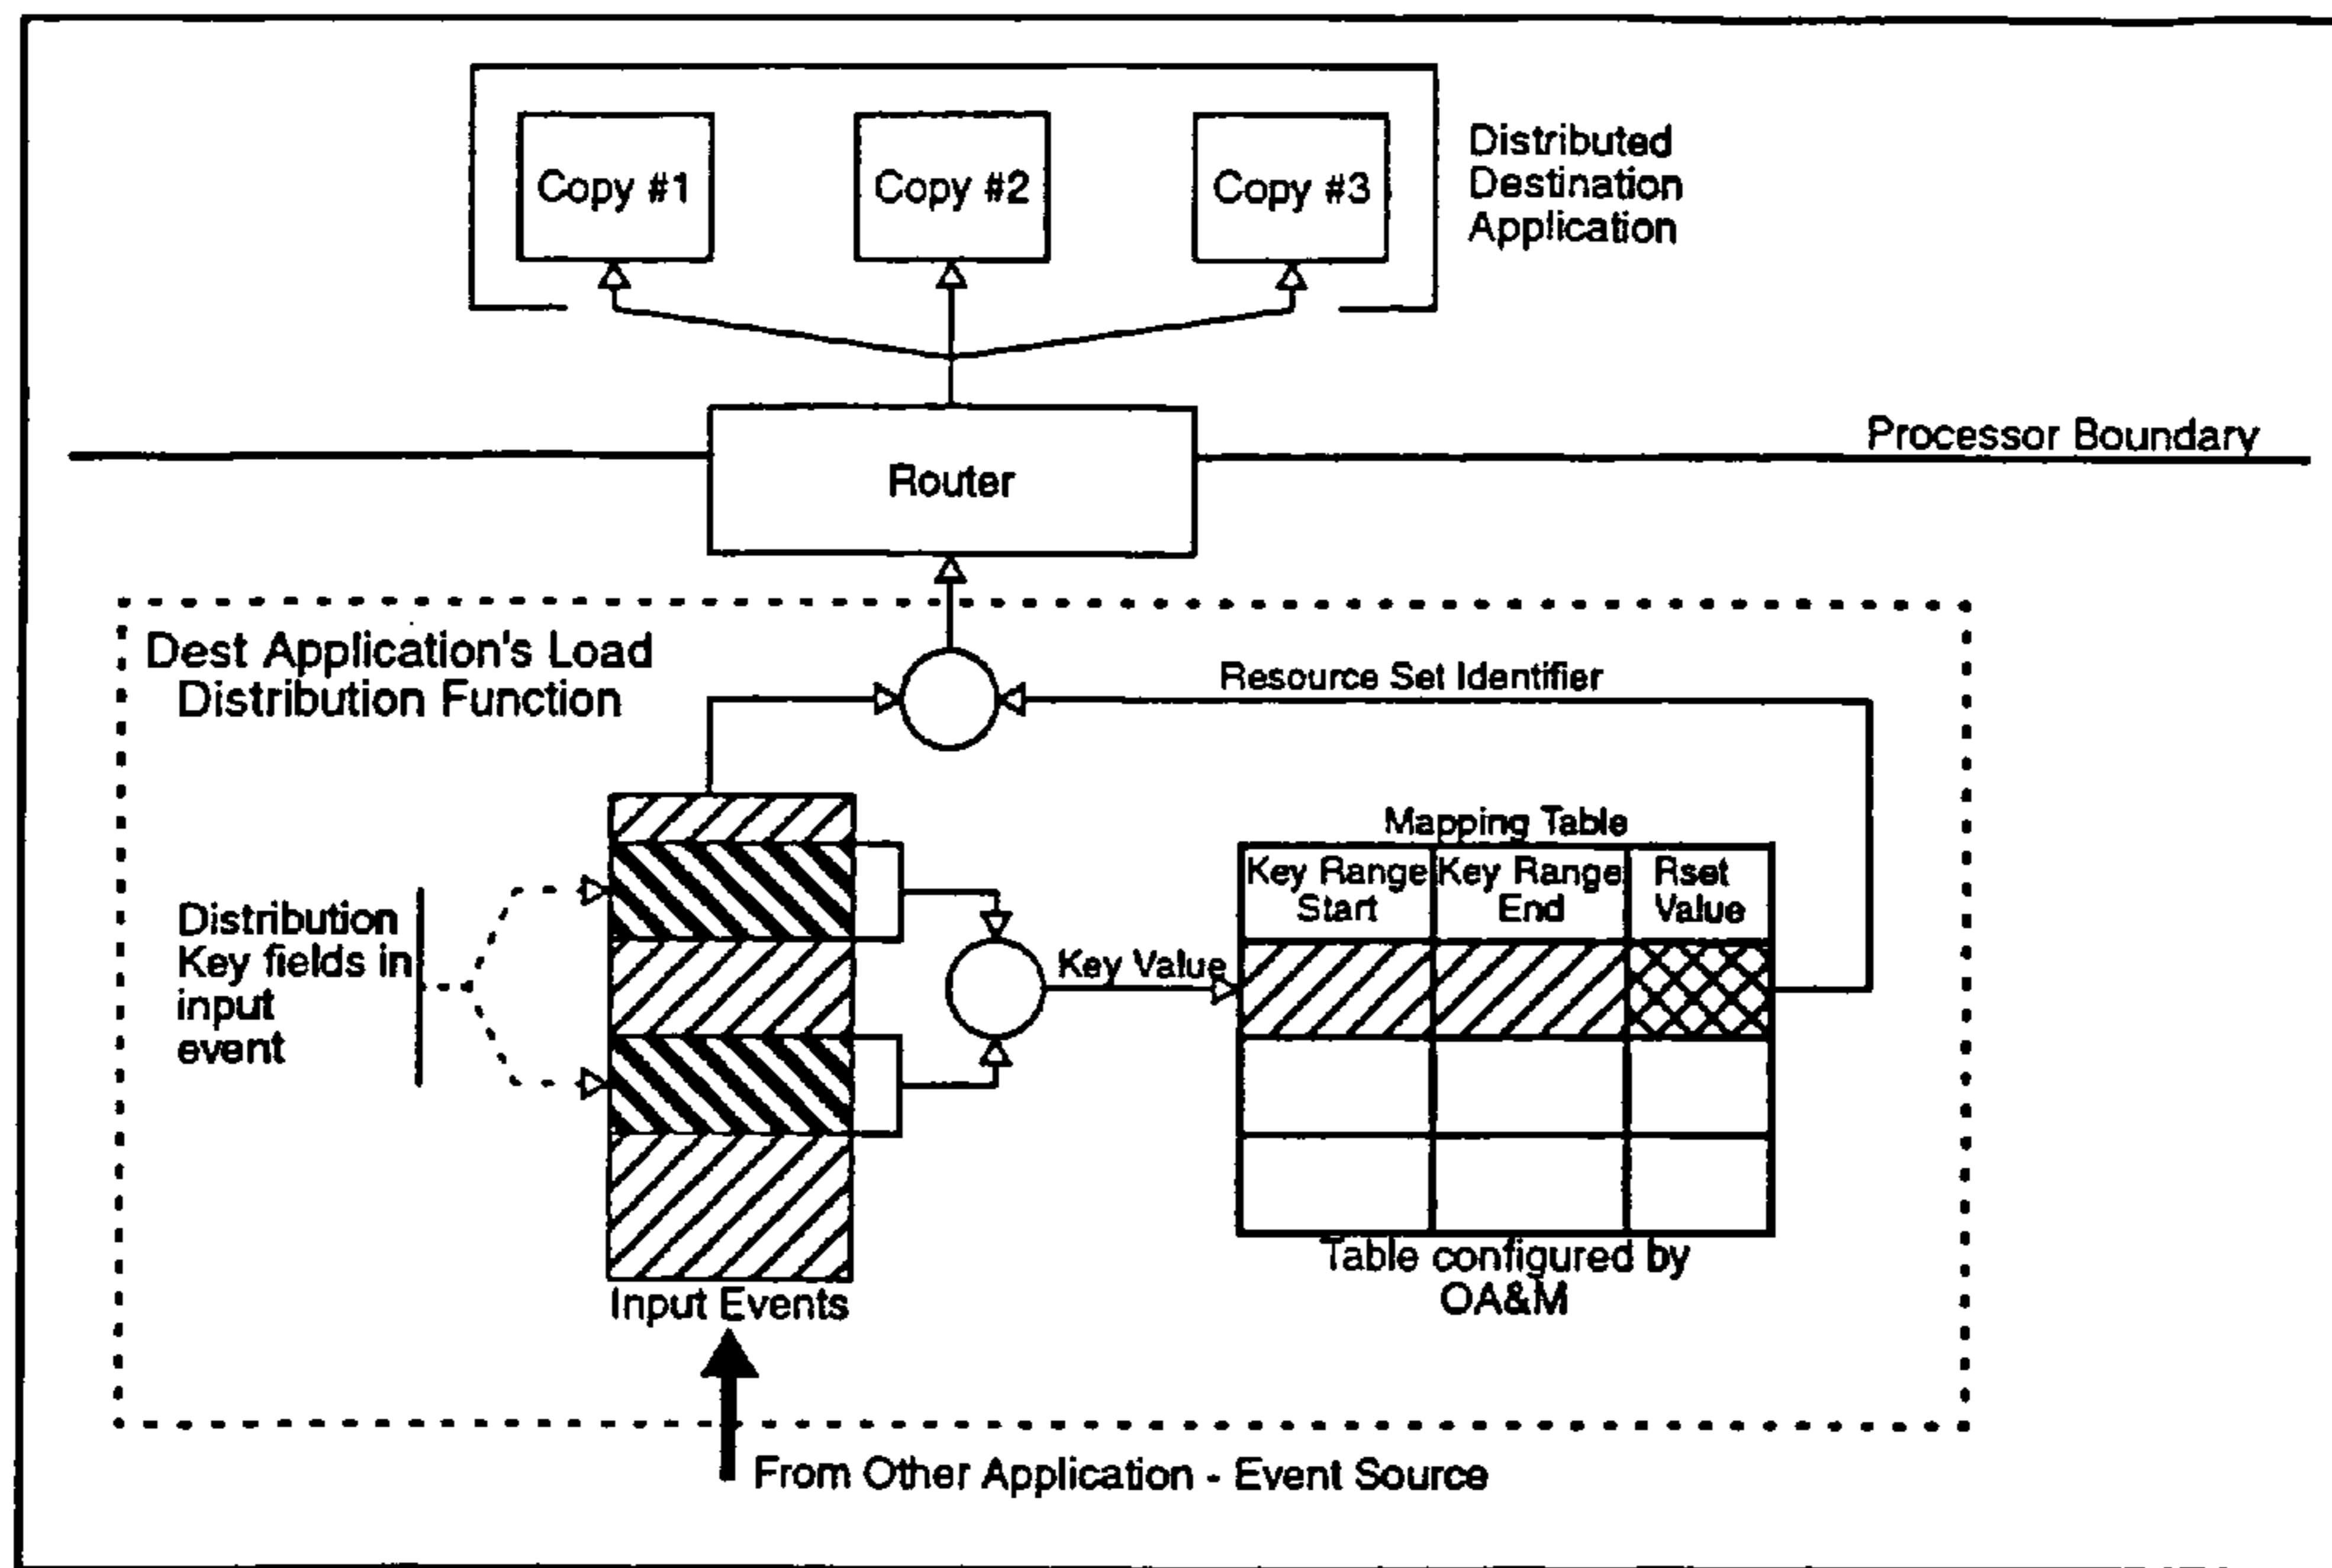 Copy #1
Copy #2
Copy #3
Distributed
Destination
Application
Processor Boundary
Router
Dest Application's Load
Distribution Function
Resource Set Identifier
Mapping Table
Key Range
Start
Key Range
End
Rset
Value
Distribution
Key fields in
input
event
Key Value
Table configured by
OA&M
Input Events
From Other Application - Event Source